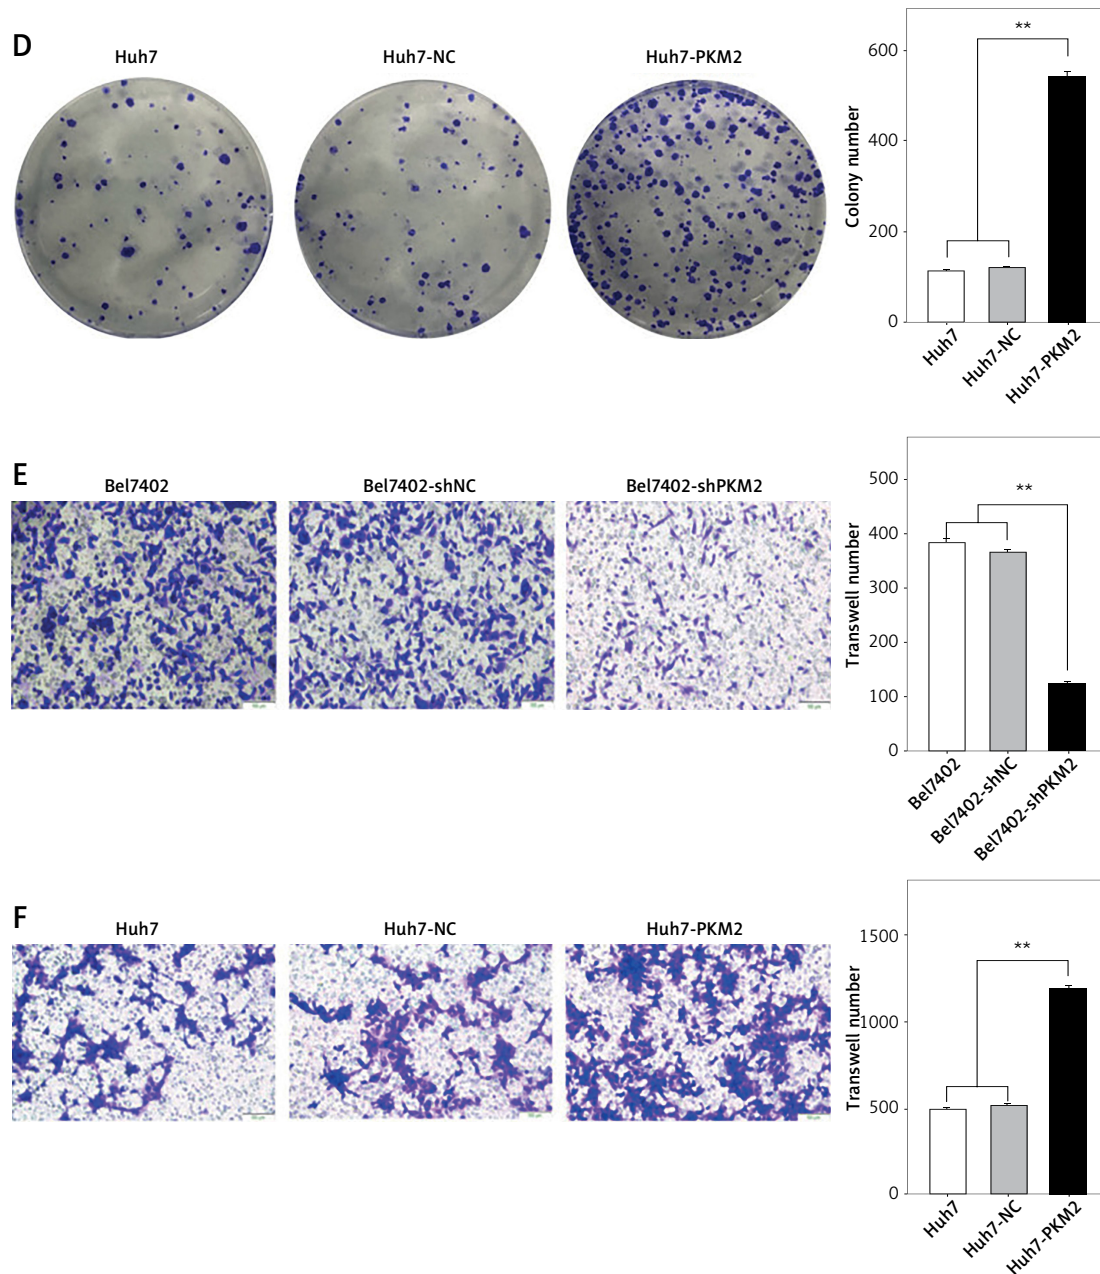 D
Huh7
Huh7-NC
Huh7-PKM2
Colony number
600
400
200
0
**
Huh7
Huh7-NC
Huh7-PKM2
E
Bel7402
Bel7402-shNC
Bel7402-shPKM2
Transwell number
500
400
300
200
100
0
**
Bel7402
Bel7402-shNC
Bel7402-shPKM2
F
Huh7
Huh7-NC
Huh7-PKM2
Transwell number
1500
1000
500
0
**
Huh7
Huh7-NC
Huh7-PKM2